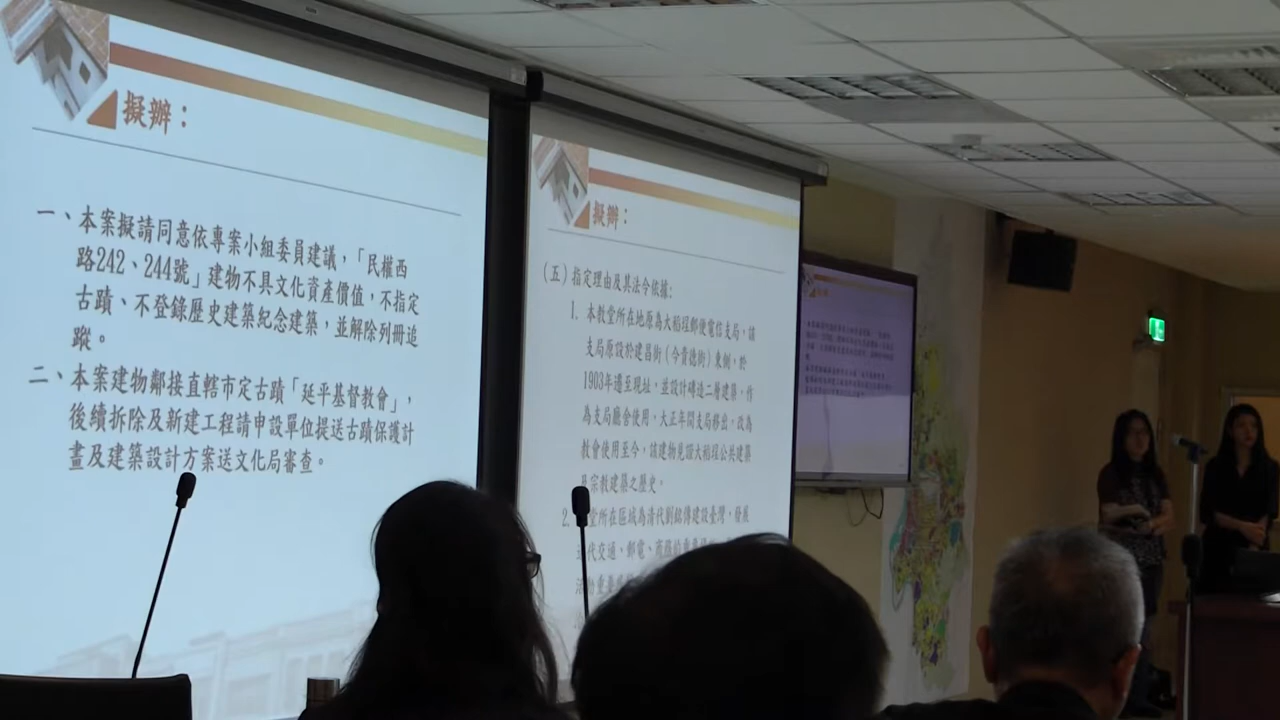 擬辦：
一、本案擬請同意依專案小組委員建議，「民權西
路242、244號」建物不具文化資產價值，不指定
古蹟、不登錄歷史建築紀念建築，並解除列冊追
蹤。
二、本案建物鄰接直轄市定古蹟「延平基督教會」，
後續拆除及新建工程請申設單位提送古蹟保護計
畫及建築設計方案送文化局審查。
擬辦：
(五)指定理由及其法令依據:
1. 本教堂所在地原為大稻埕郵便電信支局，該
支局原設於建昌街(今貴德街)東側，於
1903年遷至現址，並設計磚造二層建築，作
為支局廳舍使用，大正年間支局移出，改為
教會使用至今，該建物見證大稻埕公共建築
與宗教建築之歷史。
2. 教堂所在區域為清代劉銘傳建設臺灣，發展
代交通、郵電、商務